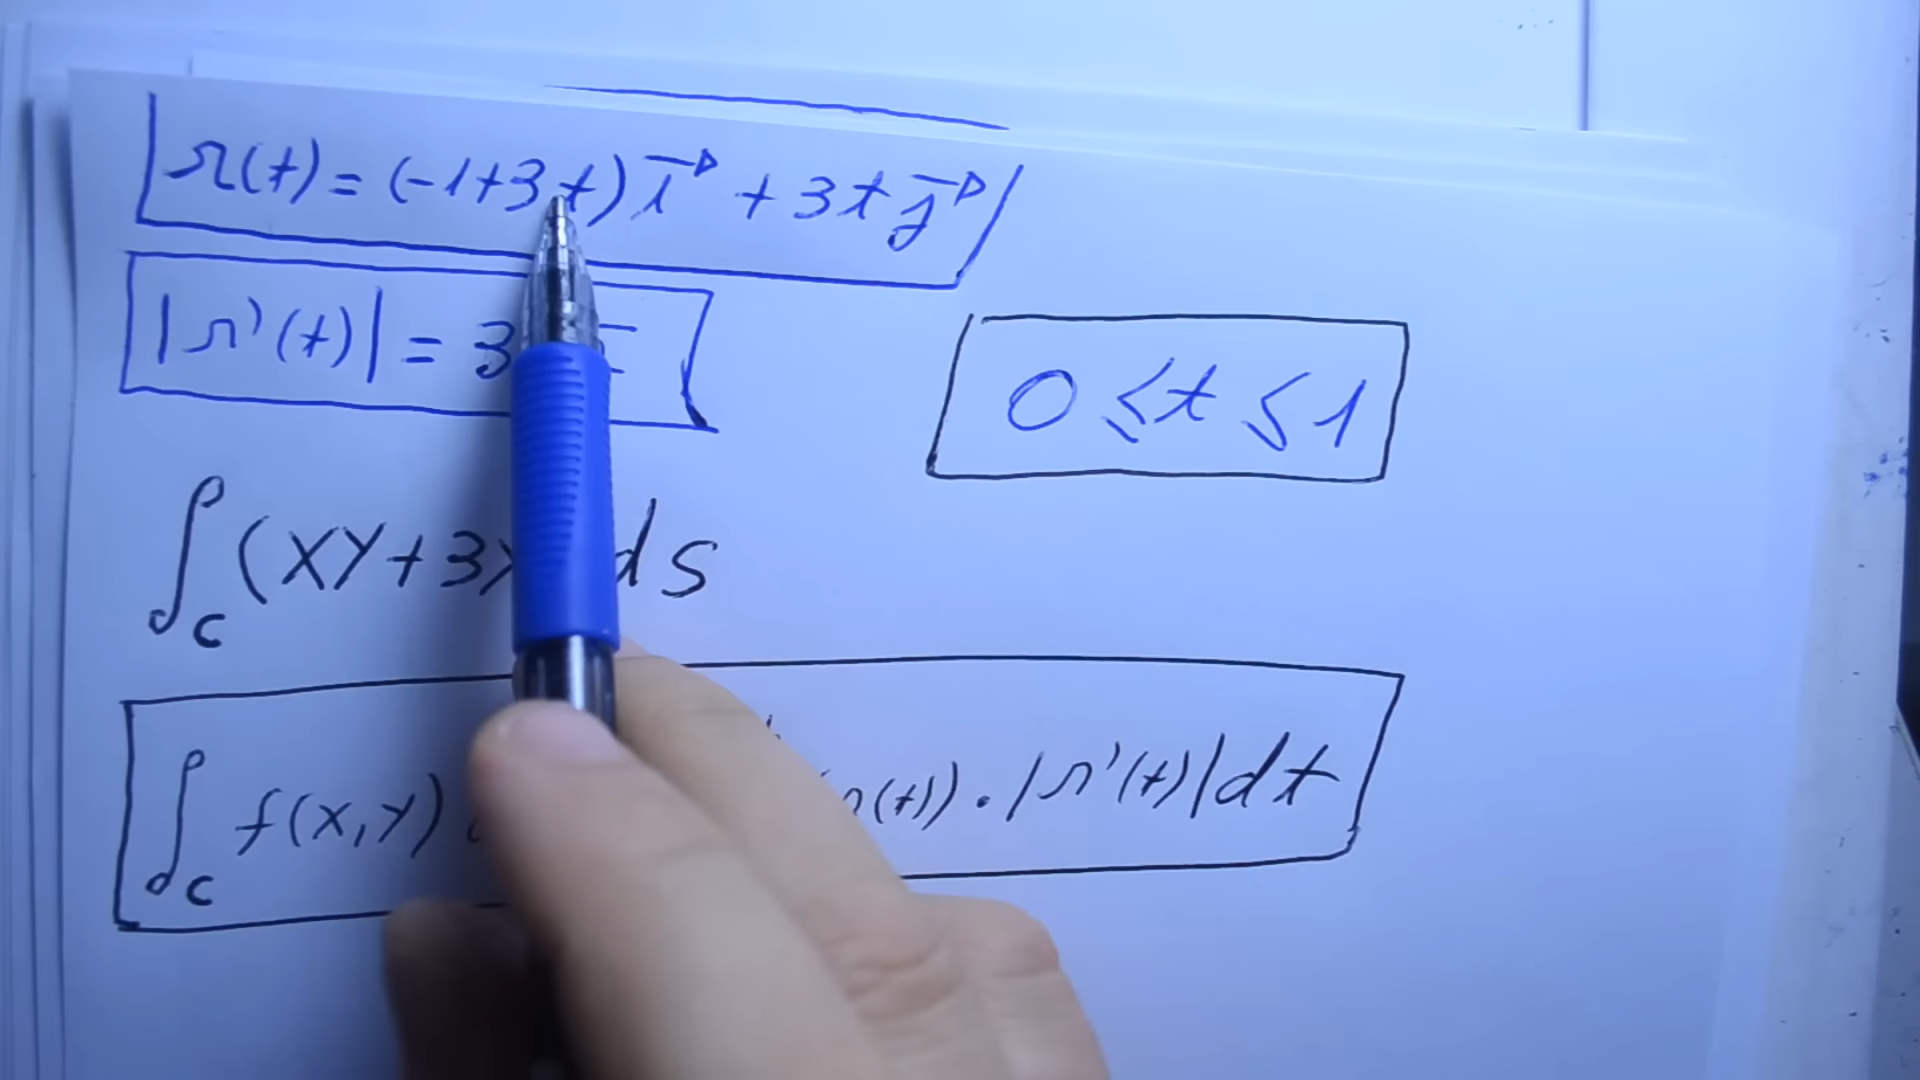 r(t) = (-1+3t) i + 3t j
|r'(t)| = 3
0 ≤ t ≤ 1
∫c (xy+3 ds
∫c f(x,y) r(t)) · |r'(t)| dt